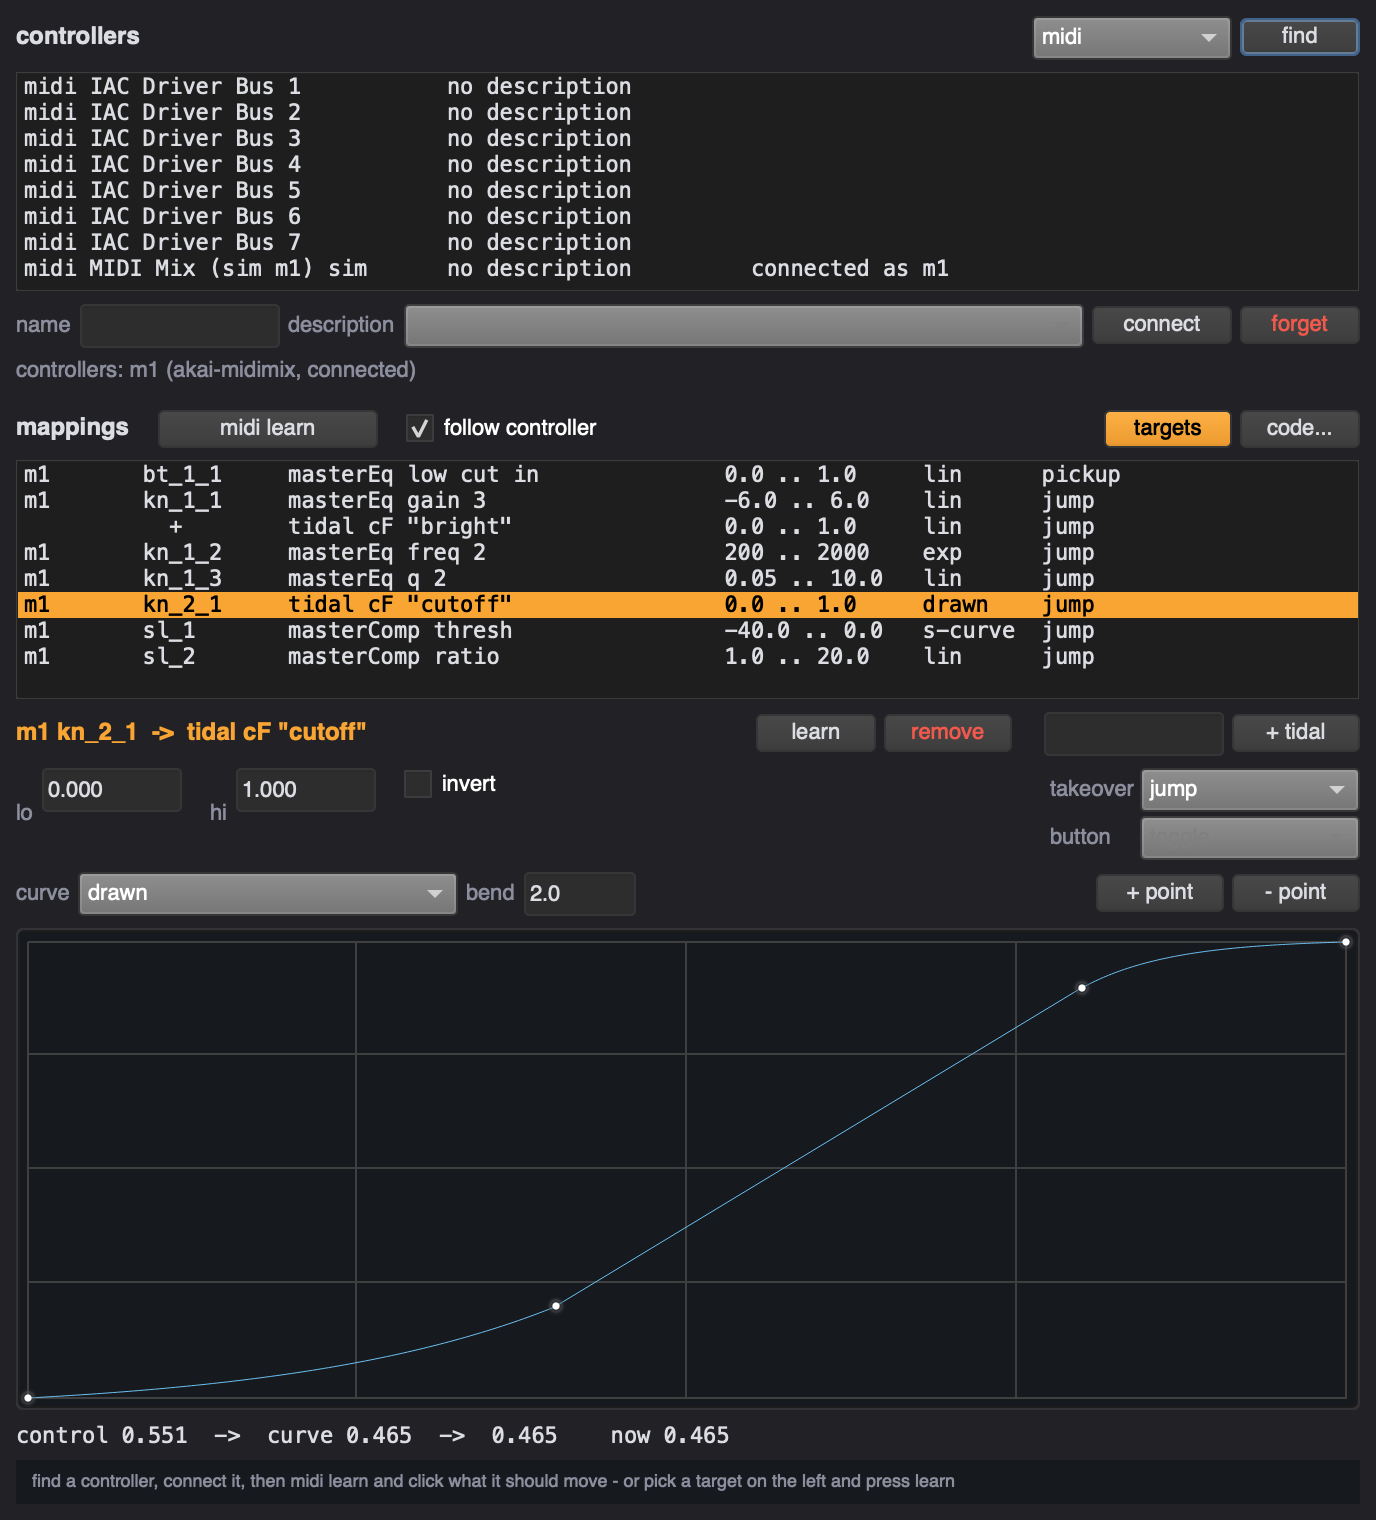 controllers midi find
midi IAC Driver Bus 1 no description
midi IAC Driver Bus 2 no description
midi IAC Driver Bus 3 no description
midi IAC Driver Bus 4 no description
midi IAC Driver Bus 5 no description
midi IAC Driver Bus 6 no description
midi IAC Driver Bus 7 no description
midi MIDI Mix (sim m1) sim no description connected as m1
name description connect forget
controllers: m1 (akai-midimix, connected)
mappings midi learn follow controller targets code...
m1 bt_1_1 masterEq low cut in 0.0 .. 1.0 lin pickup
m1 kn_1_1 masterEq gain 3 -6.0 .. 6.0 lin jump
+ tidal cF "bright" 0.0 .. 1.0 lin jump
m1 kn_1_2 masterEq freq 2 200 .. 2000 exp jump
m1 kn_1_3 masterEq q 2 0.05 .. 10.0 lin jump
m1 kn_2_1 tidal cF "cutoff" 0.0 .. 1.0 drawn jump
m1 sl_1 masterComp thresh -40.0 .. 0.0 s-curve jump
m1 sl_2 masterComp ratio 1.0 .. 20.0 lin jump
m1 kn_2_1 -> tidal cF "cutoff" learn remove + tidal
lo 0.000 hi 1.000 invert takeover jump
button toggle
curve drawn bend 2.0 + point - point
control 0.551 -> curve 0.465 -> 0.465 now 0.465
find a controller, connect it, then midi learn and click what it should move - or pick a target on the left and press learn